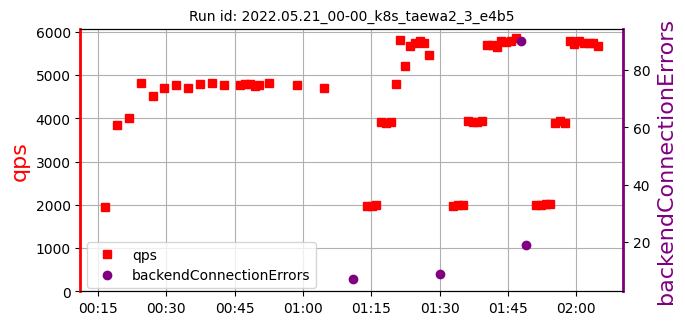 Run id: 2022.05.21_00-00_k8s_taewa2_3_e4b5
6000
5000
4000
3000
2000
1000
0
qps
80
60
40
20
backendConnectionErrors
qps
backendConnectionErrors
00:15 00:30 00:45 01:00 01:15 01:30 01:45 02:00